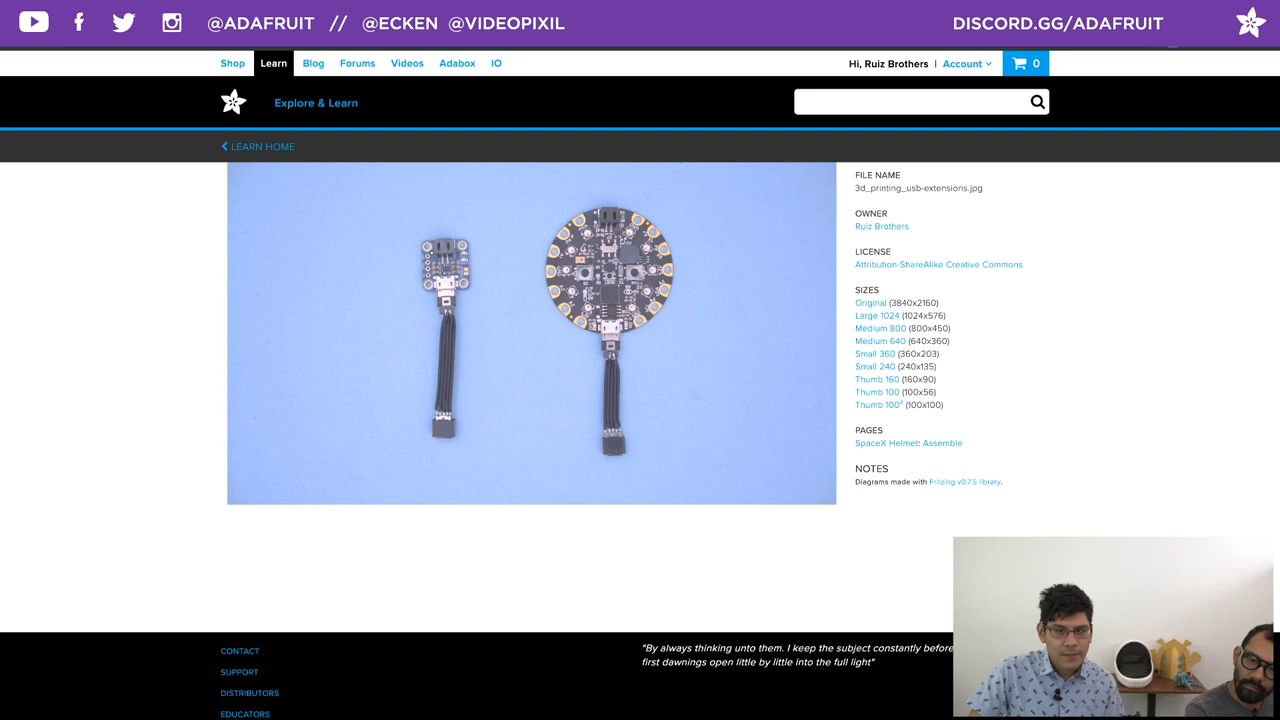 @ADAFRUIT // @ECKEN @VIDEOPIXIL
DISCORD.GG/ADAFRUIT
Shop Learn Blog Forums Videos Adabox IO
Hi, Ruiz Brothers | Account 0
Explore & Learn
LEARN HOME
FILE NAME
3d_printing_usb-extensions.jpg
OWNER
Ruiz Brothers
LICENSE
Attribution-ShareAlike Creative Commons
SIZES
Original (3840x2160)
Large 1024 (1024x576)
Medium 800 (800x450)
Medium 640 (640x360)
Small 360 (360x203)
Small 240 (240x135)
Thumb 160 (160x90)
Thumb 100 (100x56)
Thumb 100² (100x100)
PAGES
SpaceX Helmet: Assemble
NOTES
Diagrams made with Fritzing v0.7.5 library.
CONTACT
SUPPORT
DISTRIBUTORS
EDUCATORS
"By always thinking unto them. I keep the subject constantly before
first dawnings open little by little into the full light"